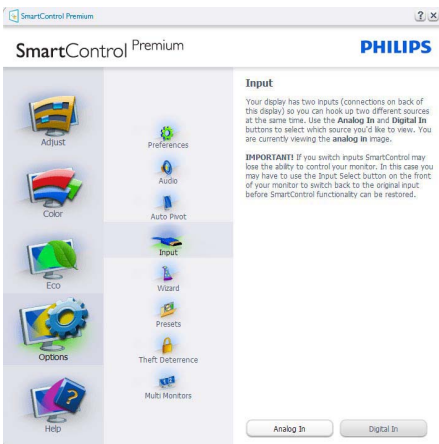 SmartControl Premium
SmartControl Premium
PHILIPS
Adjust
Color
Eco
Options
Help
Preferences
Audio
Auto Pivot
Input
Wizard
Presets
Theft Deterrence
Multi Monitors
Input
Your display has two inputs (connections on back of
this display) so you can hook up two different sources
at the same time. Use the Analog In and Digital In
buttons to select which source you'd like to view. You
are currently viewing the analog in image.
IMPORTANT! If you switch inputs SmartControl may
lose the ability to control your monitor. In this case you
may have to use the Input Select button on the front
of your monitor to switch back to the original input
before SmartControl functionality can be restored.
Analog In
Digital In